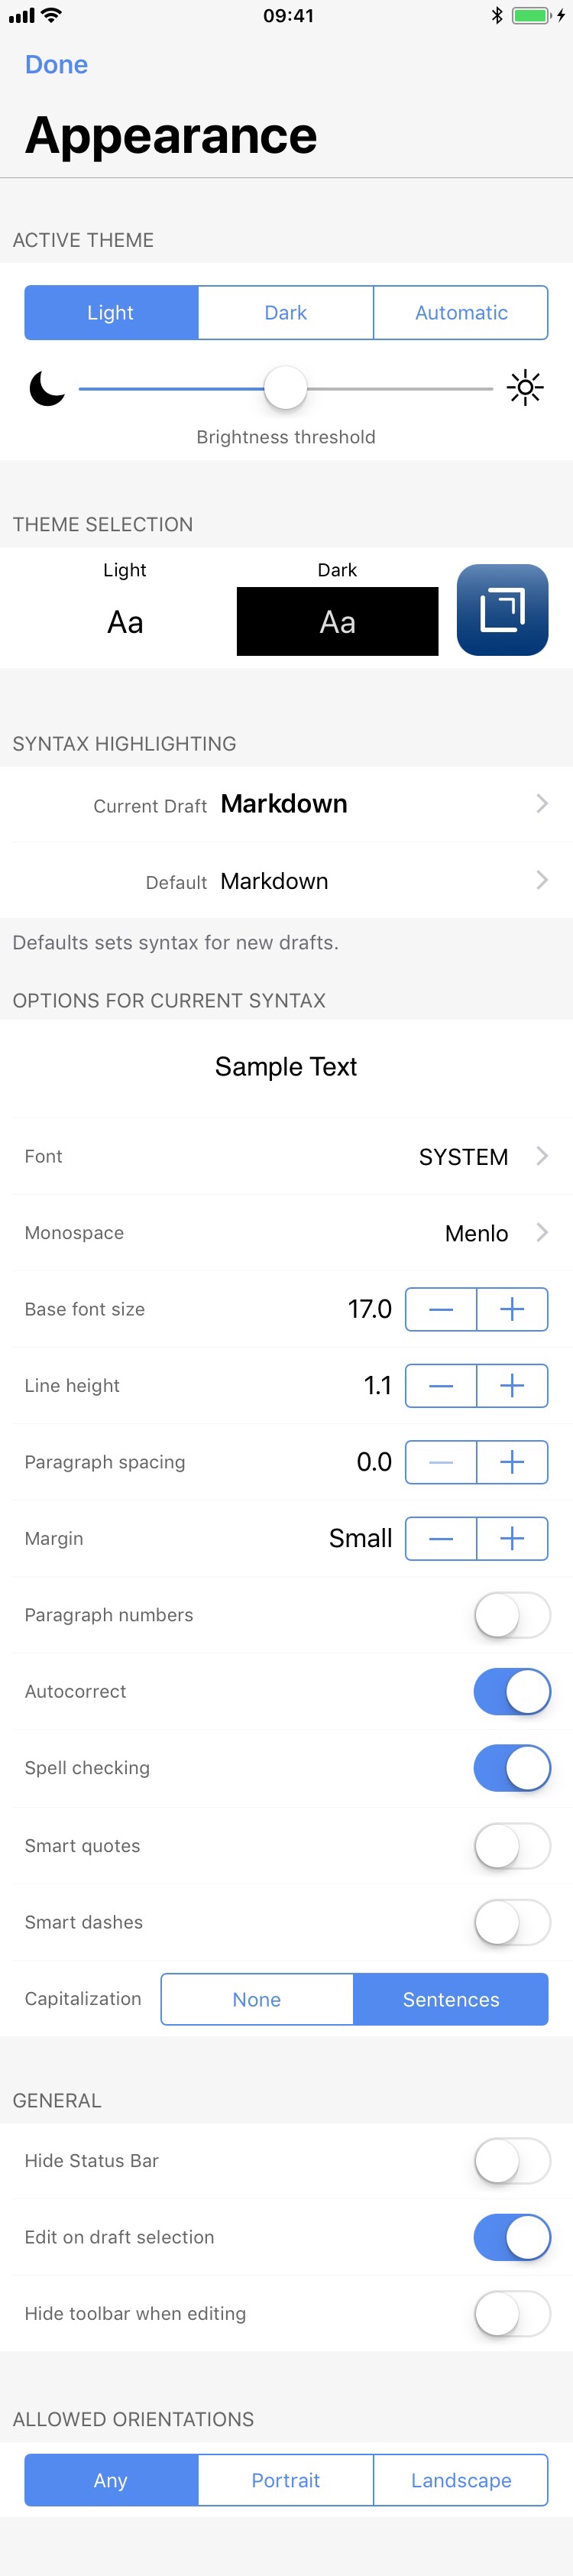 09:41
Done
Appearance
ACTIVE THEME
Light Dark Automatic
Brightness threshold
THEME SELECTION
Light Dark
Aa Aa
SYNTAX HIGHLIGHTING
Current Draft Markdown
Default Markdown
Defaults sets syntax for new drafts.
OPTIONS FOR CURRENT SYNTAX
Sample Text
Font SYSTEM
Monospace Menlo
Base font size 17.0
Line height 1.1
Paragraph spacing 0.0
Margin Small
Paragraph numbers
Autocorrect
Spell checking
Smart quotes
Smart dashes
Capitalization None Sentences
GENERAL
Hide Status Bar
Edit on draft selection
Hide toolbar when editing
ALLOWED ORIENTATIONS
Any Portrait Landscape